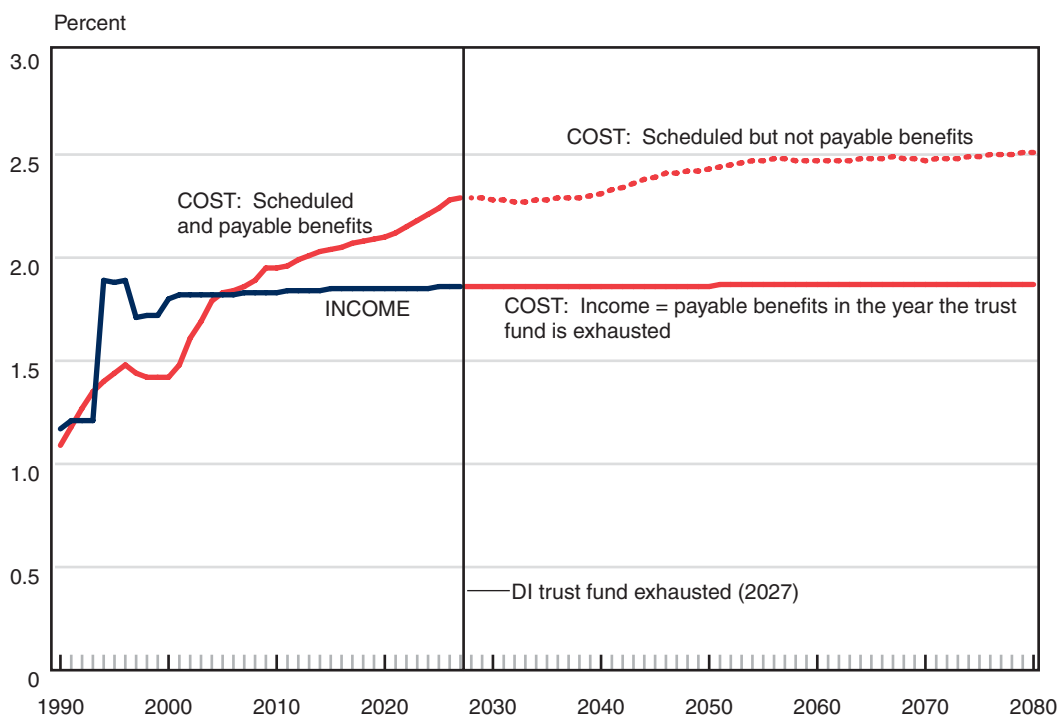 Percent
3.0
COST: Scheduled but not payable benefits
2.5
COST: Scheduled
and payable benefits
2.0
INCOME
COST: Income = payable benefits in the year the trust
fund is exhausted
1.5
1.0
0.5
DI trust fund exhausted (2027)
0
1990 2000 2010 2020 2030 2040 2050 2060 2070 2080